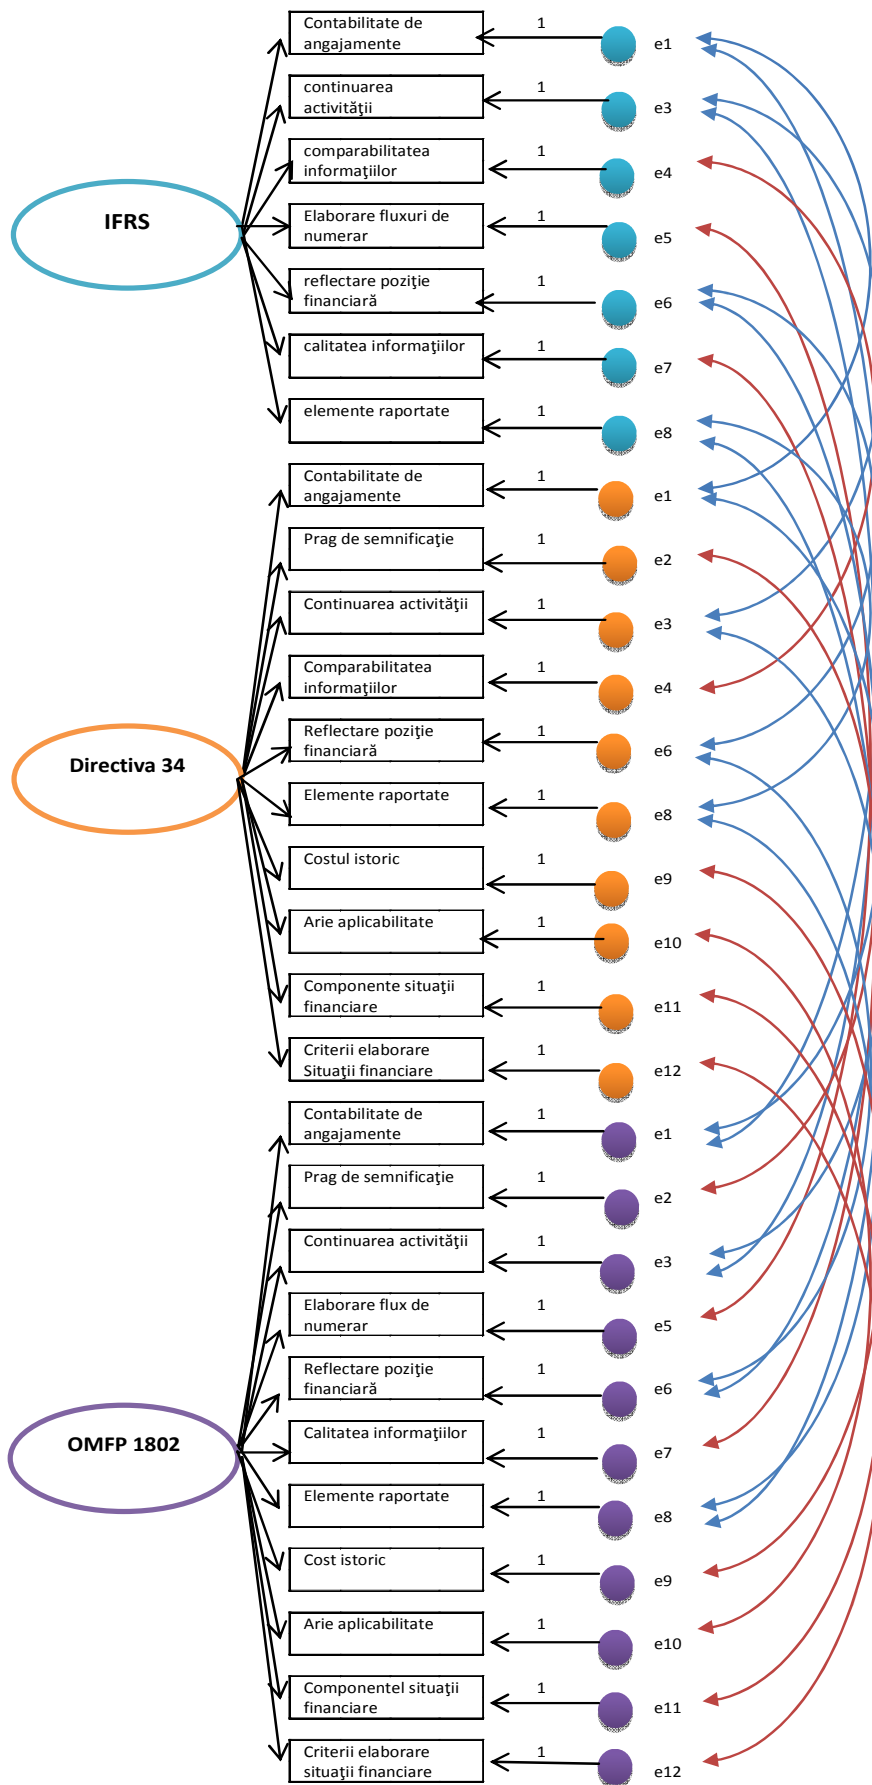 Contabilitate de
angajamente
1
e1
continuarea
activităţii
1
e3
comparabilitatea
informaţiilor
1
e4
IFRS
Elaborare fluxuri de
numerar
1
e5
reflectare poziţie
financiară
1
e6
calitatea informaţiilor
1
e7
elemente raportate
1
e8
Contabilitate de
angajamente
1
e1
Prag de semnificaţie
1
e2
Continuarea activităţii
1
e3
Comparabilitatea
informaţiilor
1
e4
Directiva 34
Reflectare poziţie
financiară
1
e6
Elemente raportate
1
e8
Costul istoric
1
e9
Arie aplicabilitate
1
e10
Componente situaţii
financiare
1
e11
Criterii elaborare
Situaţii financiare
1
e12
Contabilitate de
angajamente
1
e1
Prag de semnificaţie
1
e2
Continuarea activităţii
1
e3
Elaborare flux de
numerar
1
e5
Reflectare poziţie
financiară
1
e6
OMFP 1802
Calitatea informaţiilor
1
e7
Elemente raportate
1
e8
Cost istoric
1
e9
Arie aplicabilitate
1
e10
Componentel situaţii
financiare
1
e11
Criterii elaborare
situaţii financiare
1
e12